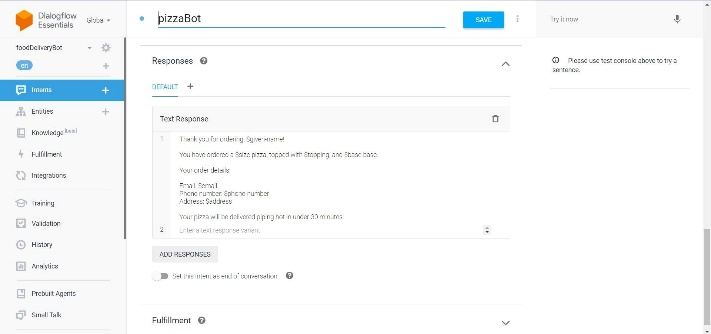 Dialogflow
Essentials
Global
pizzaBot
SAVE
Try it now
foodDeliveryBot
en
Intents
Entities
Knowledge [beta]
Fulfillment
Integrations
Training
Validation
History
Analytics
Prebuilt Agents
Small Talk
Responses
DEFAULT
Text Response
1
Thank you for ordering, $given-name!
You have ordered a $size pizza, topped with $topping, and $base base.
Your order details:
Email: $email
Phone number: $phone-number
Address: $address
Your pizza will be delivered piping hot in under 30 minutes.
2
Enter a text response variant
ADD RESPONSES
Set this intent as end of conversation
Fulfillment
Please use test console above to try a
sentence.